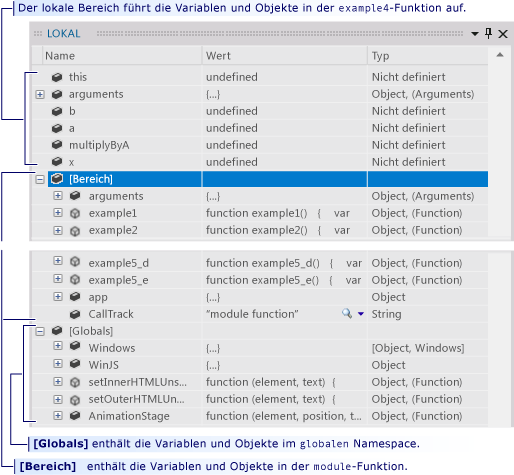 Der lokale Bereich führt die Variablen und Objekte in der example4-Funktion auf.
LOKAL
Name Wert Typ
this undefined Nicht definiert
arguments {...} Object, (Arguments)
b undefined Nicht definiert
a undefined Nicht definiert
multiplyByA undefined Nicht definiert
x undefined Nicht definiert
[Bereich]
arguments {...} Object, (Arguments)
example1 function example1() { var Object, (Function)
example2 function example2() { var Object, (Function)
example5_d function example5_d() { var Object, (Function)
example5_e function example5_e() { var Object, (Function)
app {...} Object
CallTrack "module function" String
[Globals]
Windows {...} [Object, Windows]
WinJS {...} Object
setInnerHTMLUns... function (element, text) { Object, (Function)
setOuterHTMLUn... function (element, text) { Object, (Function)
AnimationStage function (element, position, t... Object, (Function)
[Globals] enthält die Variablen und Objekte im globalen Namespace.
[Bereich] enthält die Variablen und Objekte in der module-Funktion.